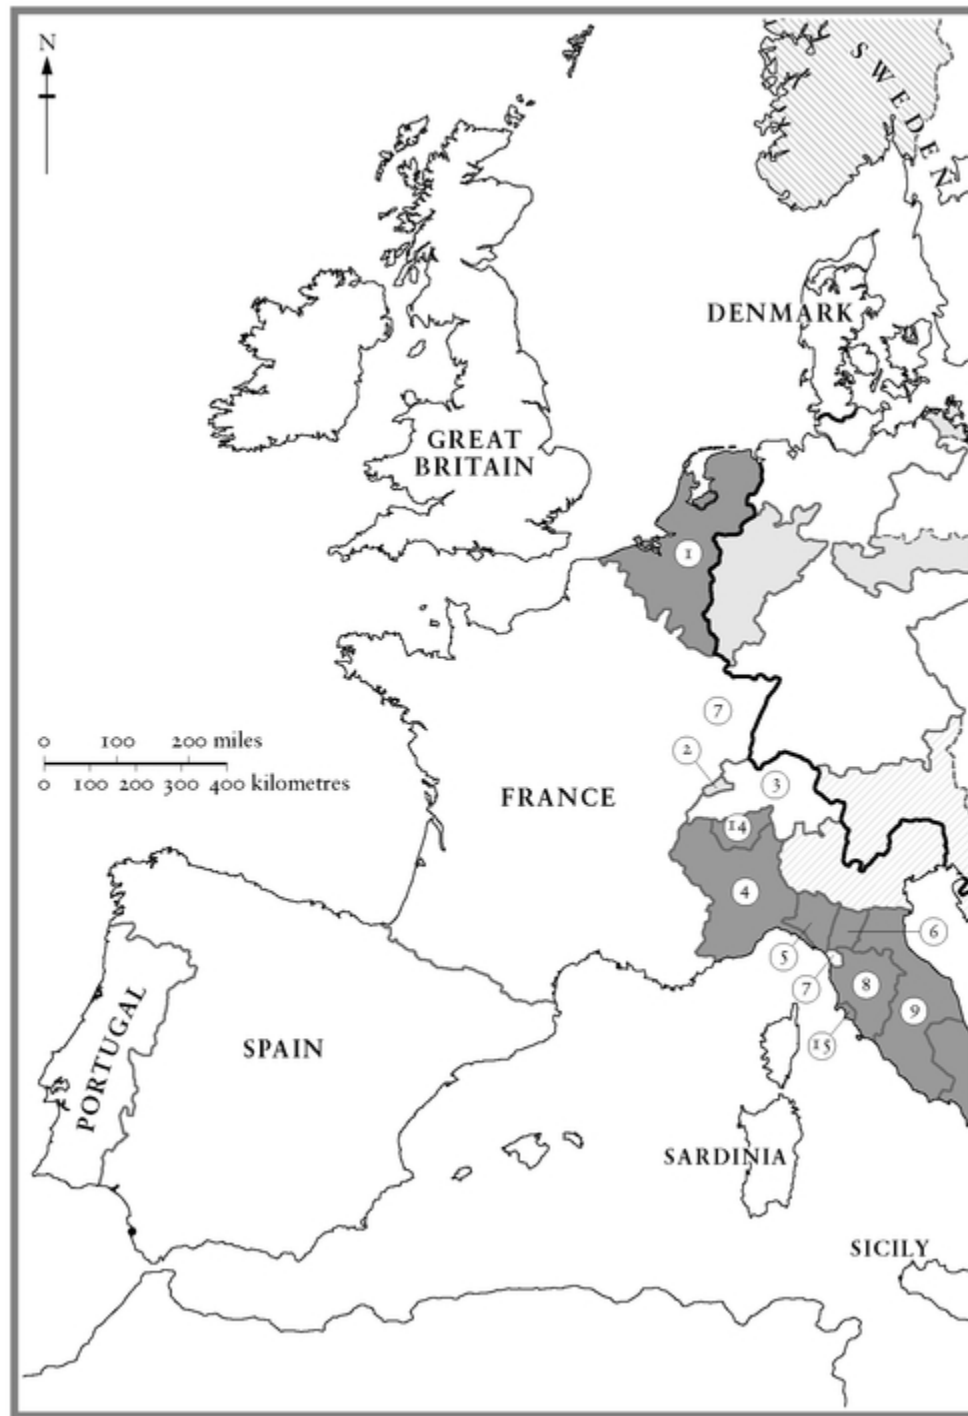 N
SWEDEN
DENMARK
GREAT
BRITAIN
1
7
0 100 200 miles
0 100 200 300 400 kilometres
2
3
FRANCE
14
4
6
5
7
8
9
15
PORTUGAL
SPAIN
SARDINIA
SICILY